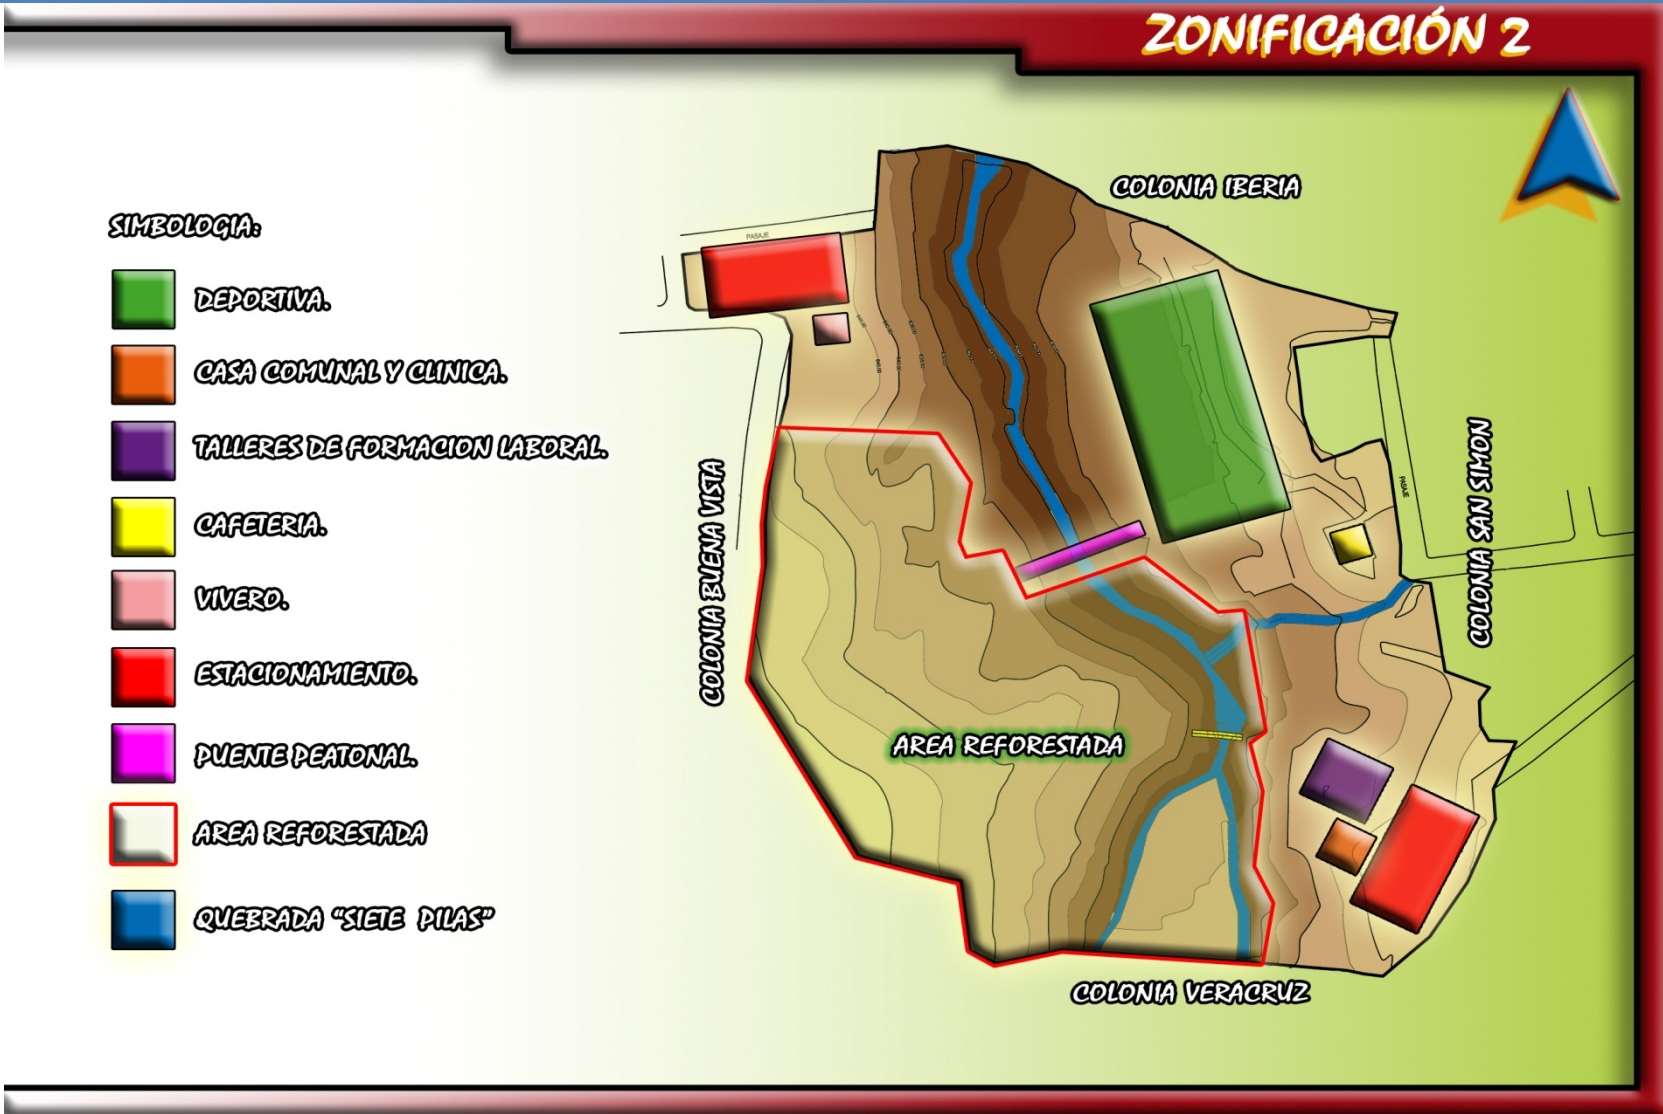 ZONIFICACIÓN 2
SIMBOLOGIA:
DEPORTIVA.
CASA COMUNAL Y CLINICA.
TALLERES DE FORMACION LABORAL.
CAFETERIA.
VIVERO.
ESTACIONAMIENTO.
PUENTE PEATONAL.
AREA REFORESTADA
QUEBRADA "SIETE PILAS"
COLONIA IBERIA
PASAJE
COLONIA BUENA VISTA
PASAJE
COLONIA SAN SIMON
AREA REFORESTADA
COLONIA VERACRUZ